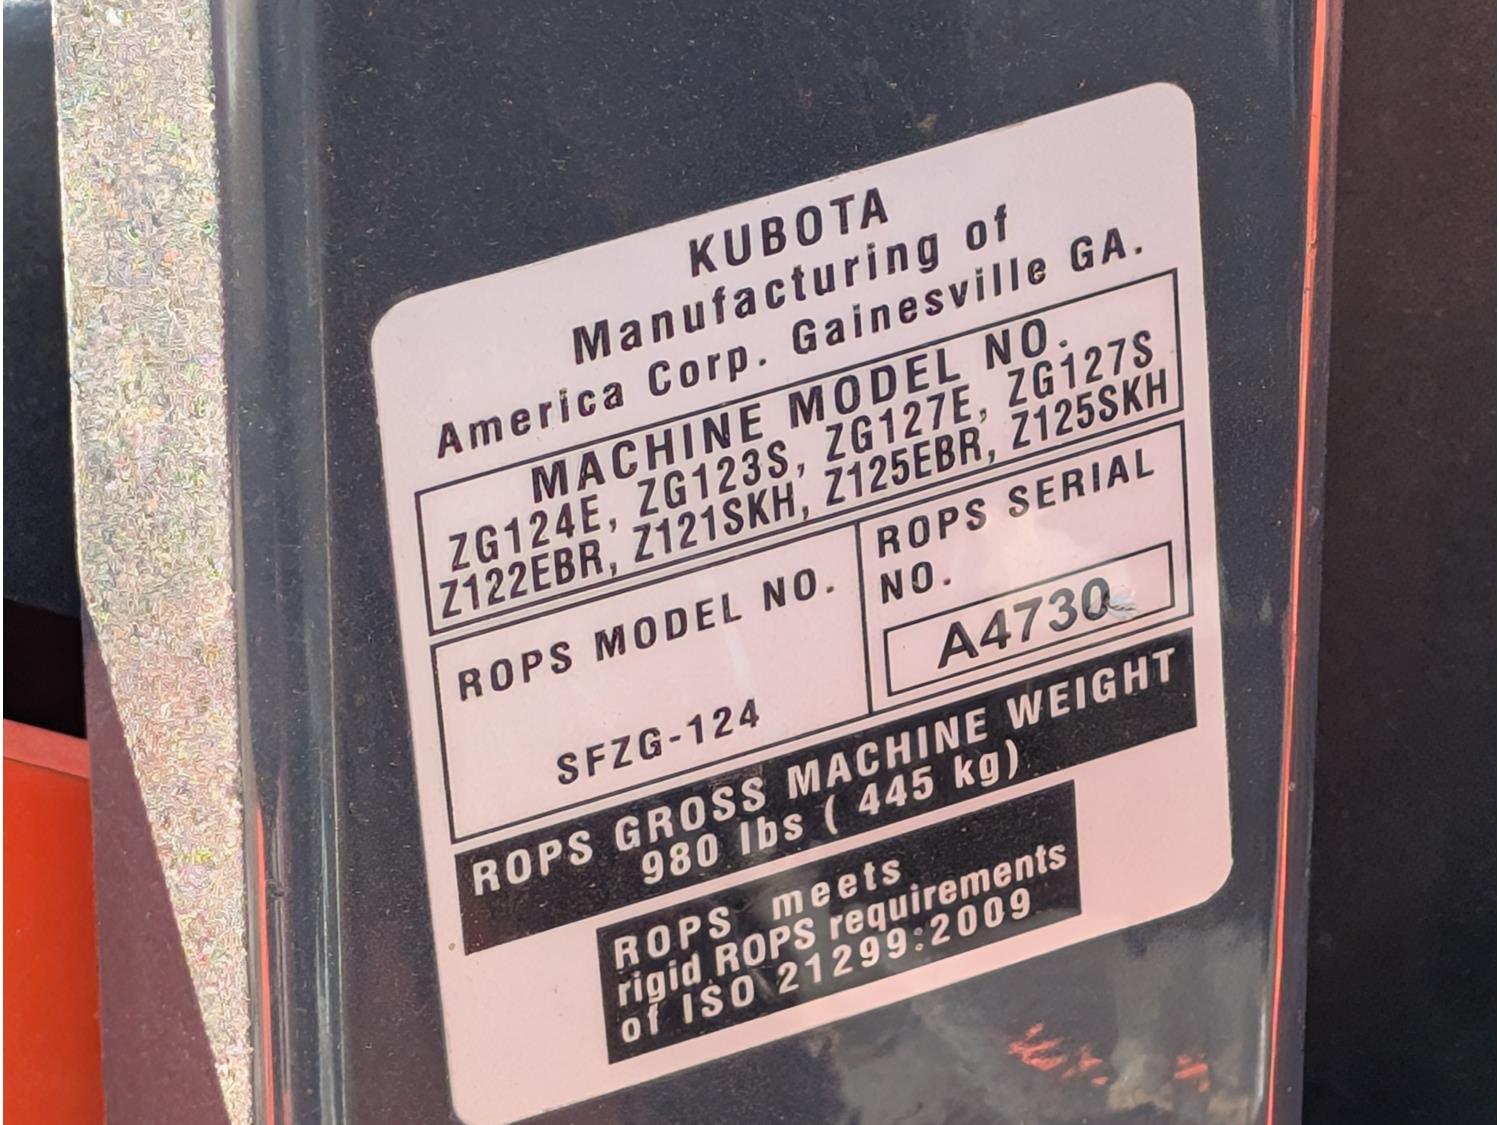 KUBOTA
Manufacturing of
America Corp. Gainesville GA.
MACHINE MODEL NO.
ZG124E, ZG123S, ZG127E, ZG127S
Z122EBR, Z121SKH, Z125EBR, Z125SKH
ROPS MODEL NO.
SFZG-124
ROPS SERIAL
NO.
A4730
ROPS GROSS MACHINE WEIGHT
980 lbs ( 445 kg)
ROPS meets
rigid ROPS requirements
of ISO 21299:2009